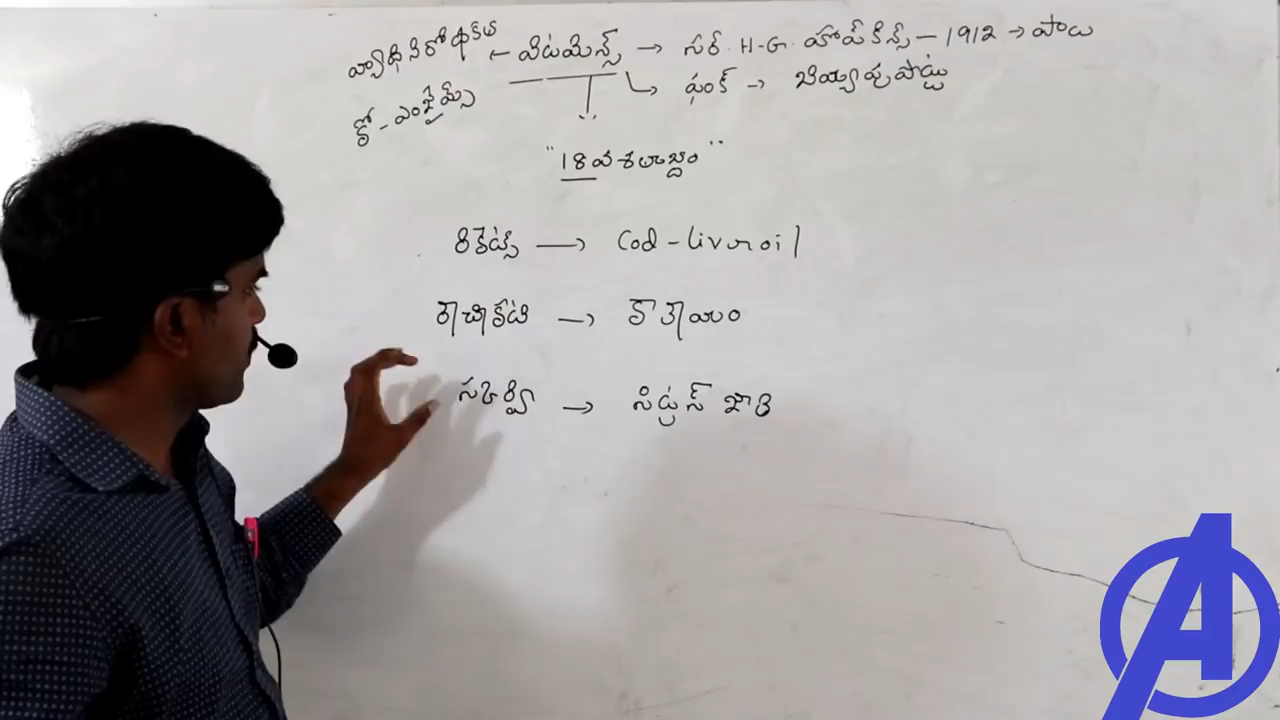 వ్యాధినిరోధకత ← విటమిన్స్ → సర్. H-G. హాప్‌కిన్స్ - 1912 → పాలు
కో - ఎంజైమ్స్ → ఫంక్ → బియ్యపుపొట్టు
"18వ శతాబ్దం"
రికెట్స్ → Cod - liver oil
రేచీకటి → కాలేయం
స్కర్వి → సిట్రస్ జాతి